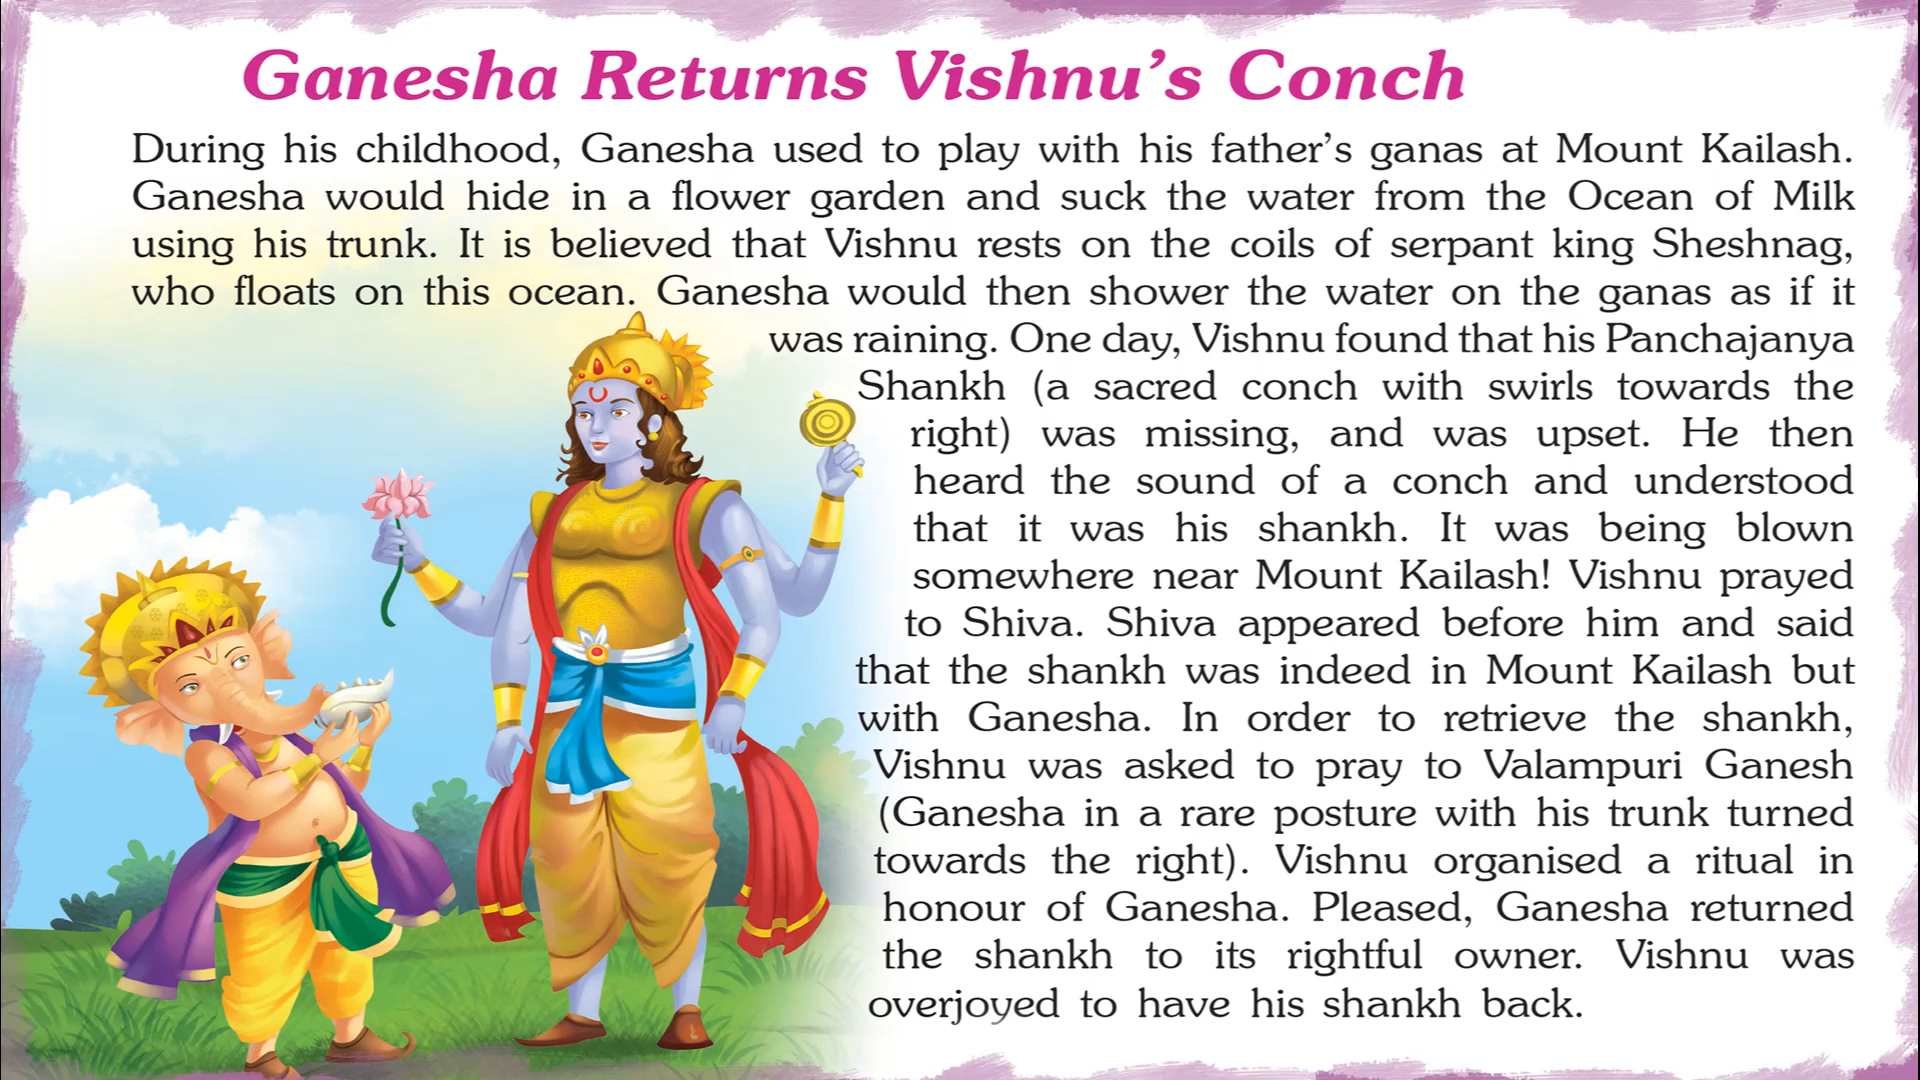 Ganesha Returns Vishnu’s Conch
During his childhood, Ganesha used to play with his father’s ganas at Mount Kailash.
Ganesha would hide in a flower garden and suck the water from the Ocean of Milk
using his trunk. It is believed that Vishnu rests on the coils of serpant king Sheshnag,
who floats on this ocean. Ganesha would then shower the water on the ganas as if it
was raining. One day, Vishnu found that his Panchajanya
Shankh (a sacred conch with swirls towards the
right) was missing, and was upset. He then
heard the sound of a conch and understood
that it was his shankh. It was being blown
somewhere near Mount Kailash! Vishnu prayed
to Shiva. Shiva appeared before him and said
that the shankh was indeed in Mount Kailash but
with Ganesha. In order to retrieve the shankh,
Vishnu was asked to pray to Valampuri Ganesh
(Ganesha in a rare posture with his trunk turned
towards the right). Vishnu organised a ritual in
honour of Ganesha. Pleased, Ganesha returned
the shankh to its rightful owner. Vishnu was
overjoyed to have his shankh back.